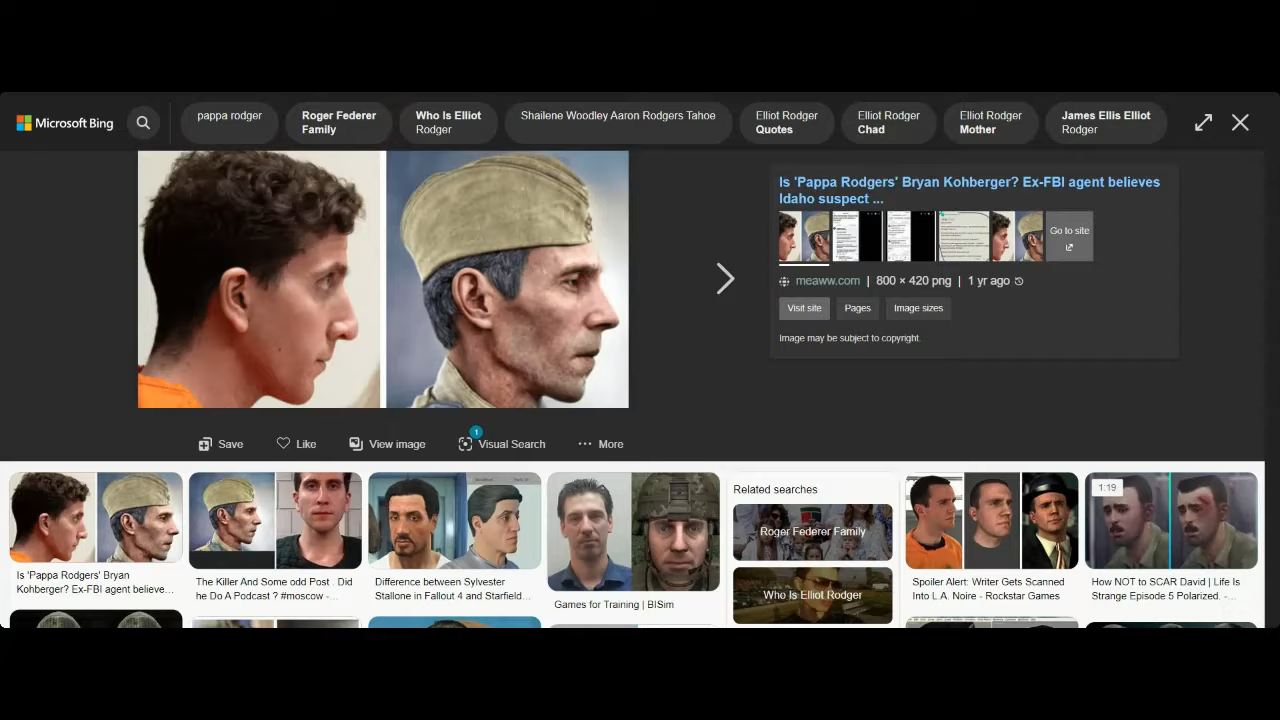 Microsoft Bing
pappa rodger
Roger Federer
Family
Who Is Elliot
Rodger
Shailene Woodley Aaron Rodgers Tahoe
Elliot Rodger
Quotes
Elliot Rodger
Chad
Elliot Rodger
Mother
James Ellis Elliot
Rodger
Is 'Pappa Rodgers' Bryan Kohberger? Ex-FBI agent believes
Idaho suspect ...
Go to site
meaww.com | 800 × 420 png | 1 yr ago
Visit site
Pages
Image sizes
Image may be subject to copyright.
Save
Like
View image
1
Visual Search
More
Is 'Pappa Rodgers' Bryan
Kohberger? Ex-FBI agent believe...
The Killer And Some odd Post . Did
he Do A Podcast ? #moscow -
Difference between Sylvester
Stallone in Fallout 4 and Starfield...
Games for Training | BISim
Related searches
Roger Federer Family
Who Is Elliot Rodger
Spoiler Alert: Writer Gets Scanned
Into L.A. Noire - Rockstar Games
1:19
How NOT to SCAR David | Life Is
Strange Episode 5 Polarized. -...